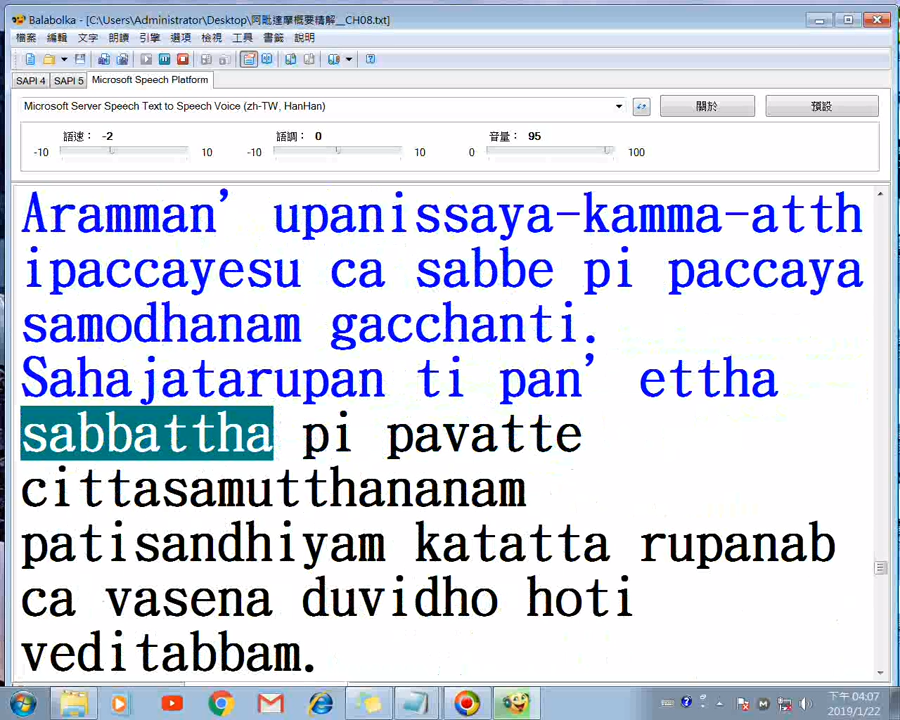 Balabolka - [C:\Users\Administrator\Desktop\阿毗達摩概要精解__CH08.txt]
檔案 編輯 文字 朗讀 引擎 選項 檢視 工具 書籤 說明
SAPI 4 SAPI 5 Microsoft Speech Platform
Microsoft Server Speech Text to Speech Voice (zh-TW, HanHan) 關於 預設
語速： -2 語調： 0 音量： 95
-10 10 -10 10 0 100
Aramman’ upanissaya-kamma-atth
ipaccayesu ca sabbe pi paccaya
samodhanam gacchanti.
Sahajatarupan ti pan’ ettha
sabbattha pi pavatte
cittasamutthananam
patisandhiyam katatta rupanab
ca vasena duvidho hoti
veditabbam.
下午 04:07
2019/1/22